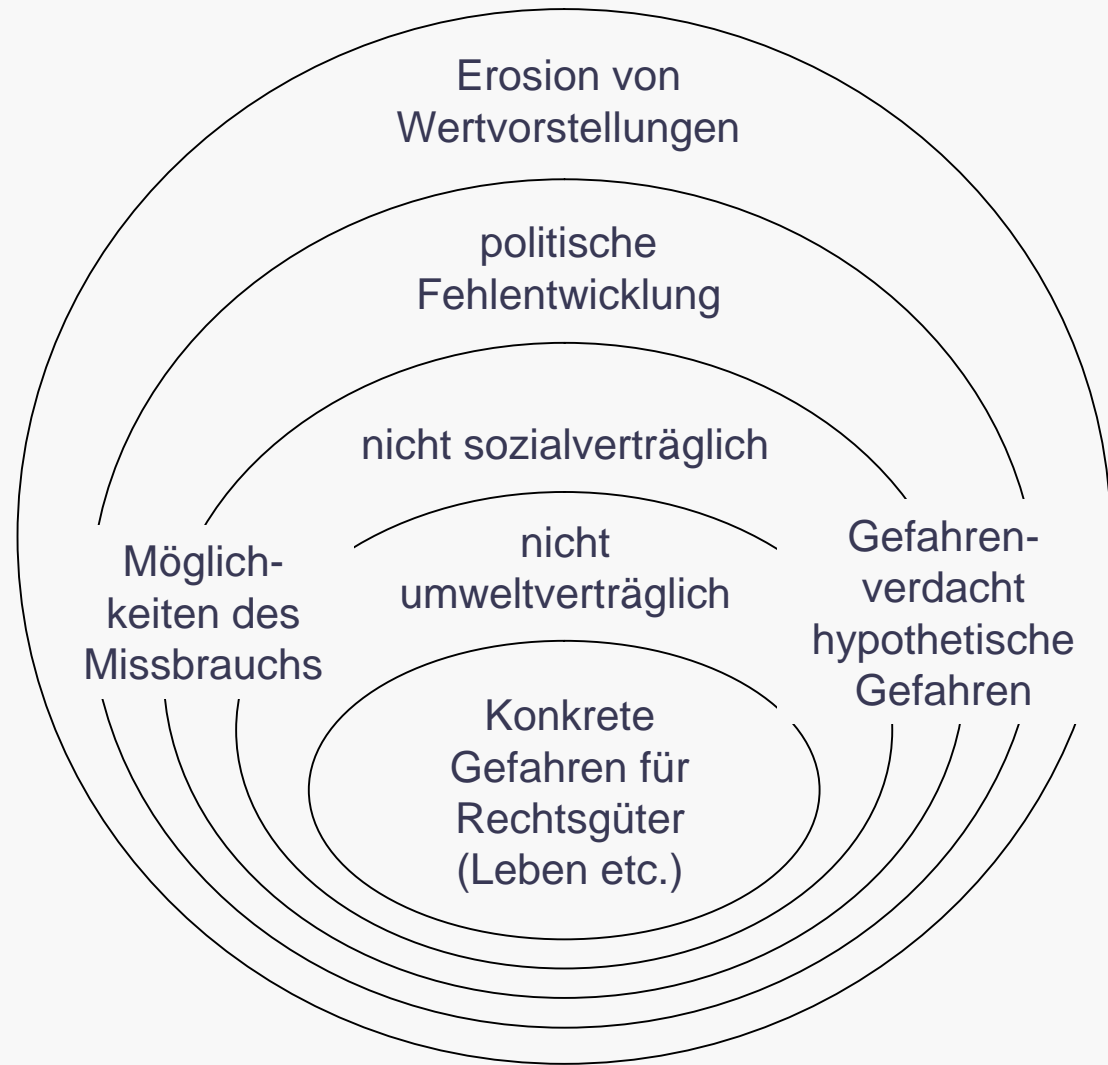 Erosion von
Wertvorstellungen
politische
Fehlentwicklung
nicht sozialverträglich
nicht
umweltverträglich
Möglich-
keiten des
Missbrauchs
Gefahren-
verdacht
hypothetische
Gefahren
Konkrete
Gefahren für
Rechtsgüter
(Leben etc.)